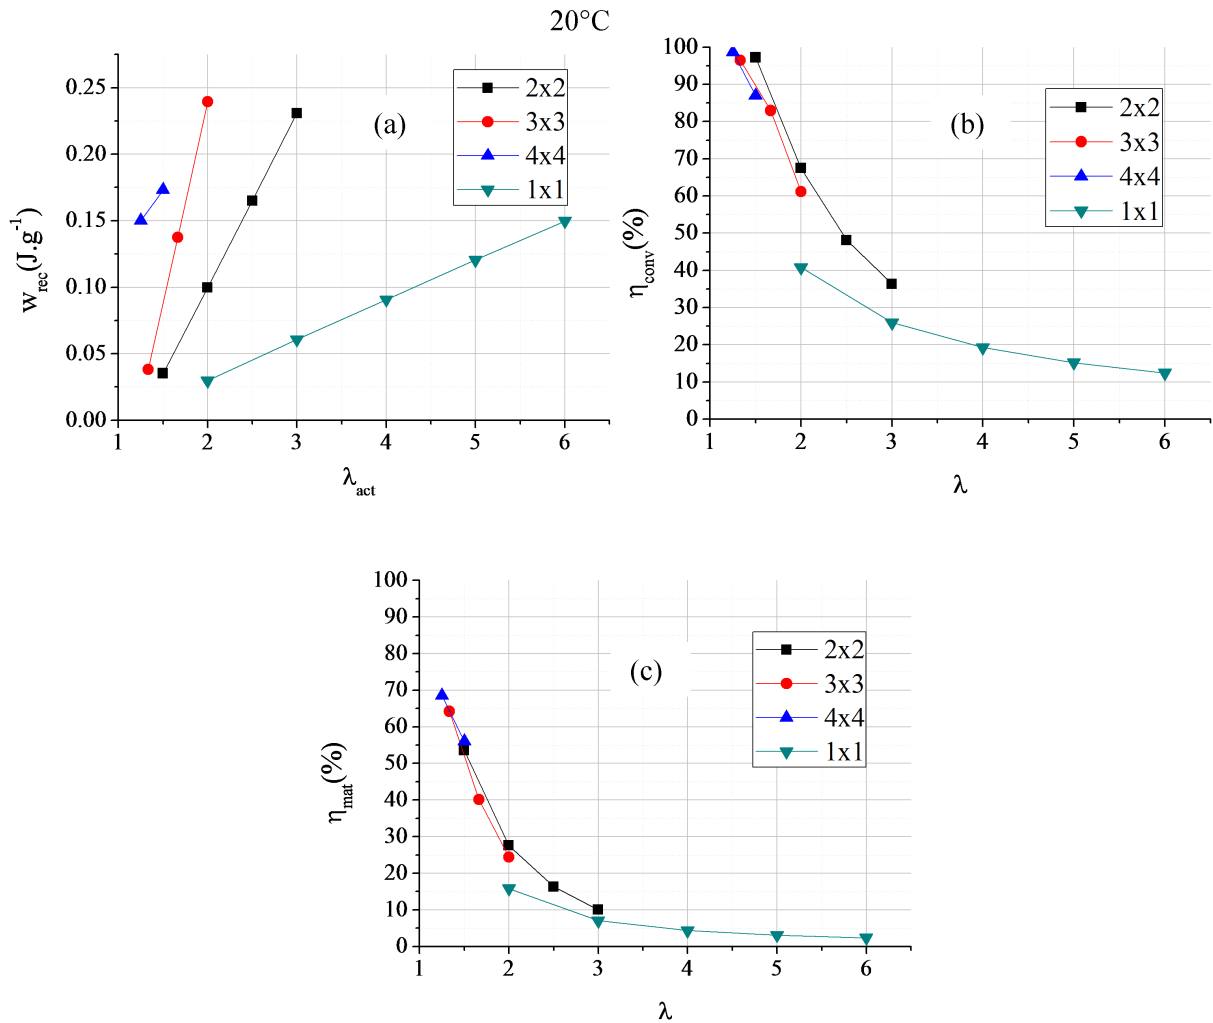 20°C
0.25
0.20
0.15
0.10
0.05
0.00
w_rec(J.g^-1)
(a)
2x2
3x3
4x4
1x1
1 2 3 4 5 6
λ_act
100
90
80
70
60
50
40
30
20
10
0
η_conv(%)
(b)
2x2
3x3
4x4
1x1
1 2 3 4 5 6
λ
100
90
80
70
60
50
40
30
20
10
0
η_mat(%)
(c)
2x2
3x3
4x4
1x1
1 2 3 4 5 6
λ